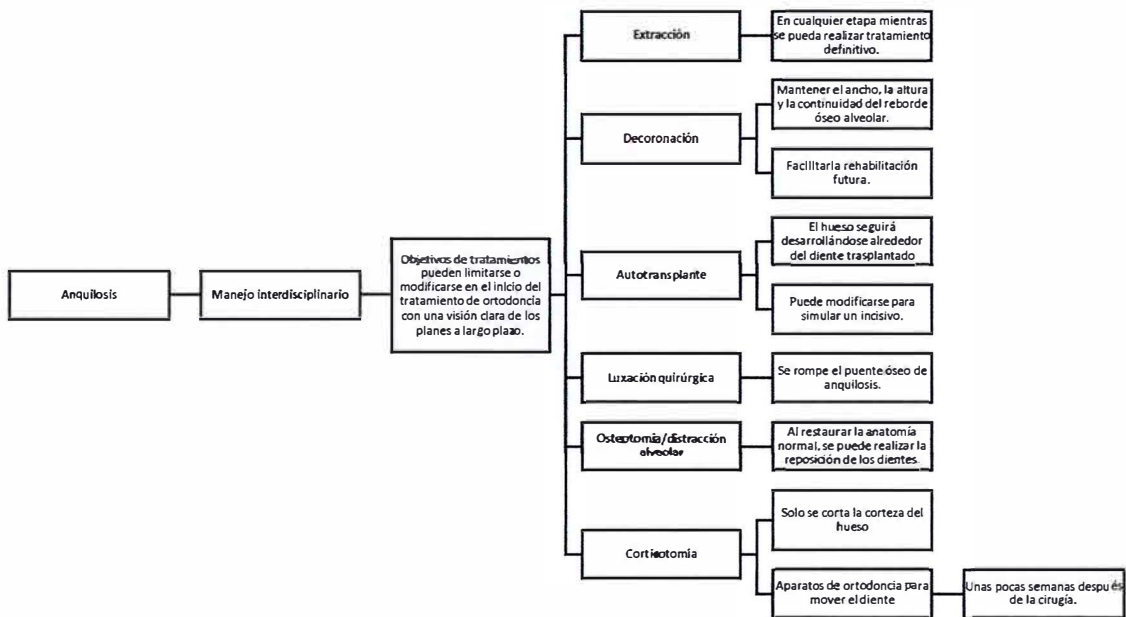 Anquilosis
Manejo interdisciplinario
Objetivos de tratamientos
pueden limitarse o
modificarse en el inicio del
tratamiento de ortodoncia
con una visión clara de los
planes a largo plazo.
Extracción
En cualquier etapa mientras
se pueda realizar tratamiento
definitivo.
Decoronación
Mantener el ancho, la altura
y la continuidad del reborde
óseo alveolar.
Facilitar la rehabilitación
futura.
Autotransplante
El hueso seguirá
desarrollándose alrededor
del diente trasplantado
Puede modificarse para
simular un incisivo.
Luxación quirúrgica
Se rompe el puente óseo de
anquilosis.
Osteotomía/distracción
alveolar
Al restaurar la anatomía
normal, se puede realizar la
reposición de los dientes.
Corticotomía
Solo se corta la corteza del
hueso
Aparatos de ortodoncia para
mover el diente
Unas pocas semanas después
de la cirugía.